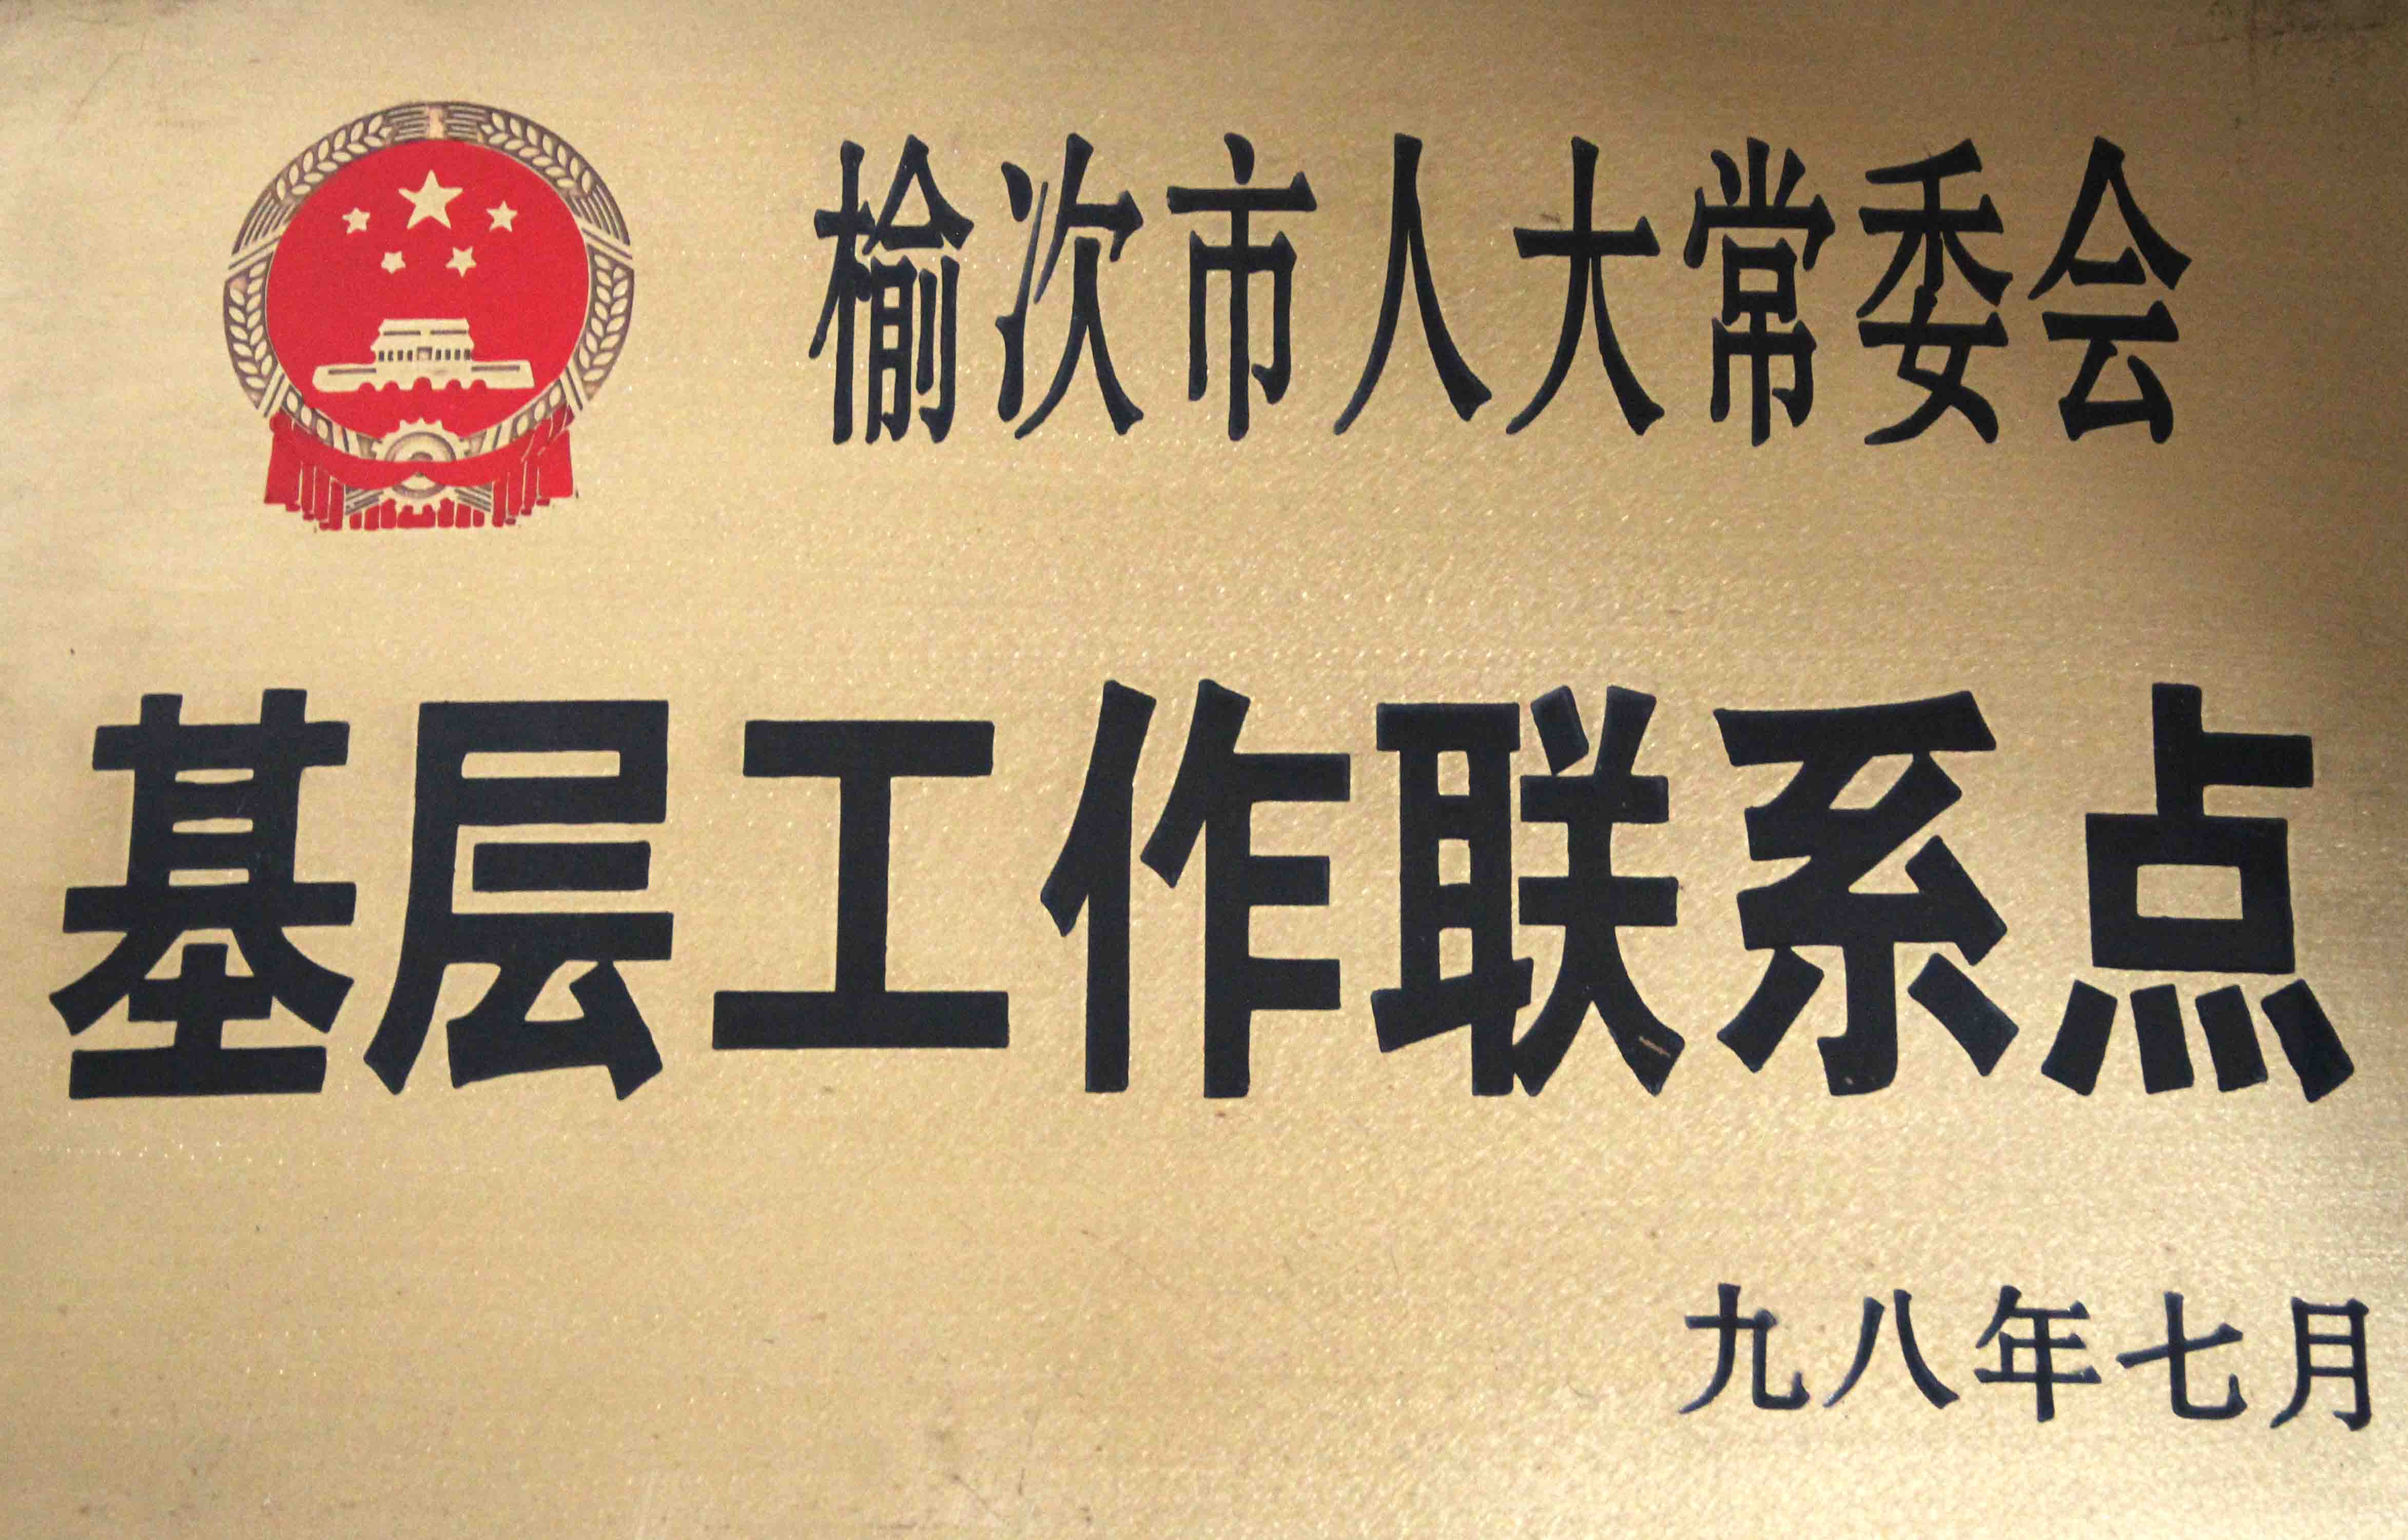 榆次市人大常委会
基层工作联系点
九八年七月